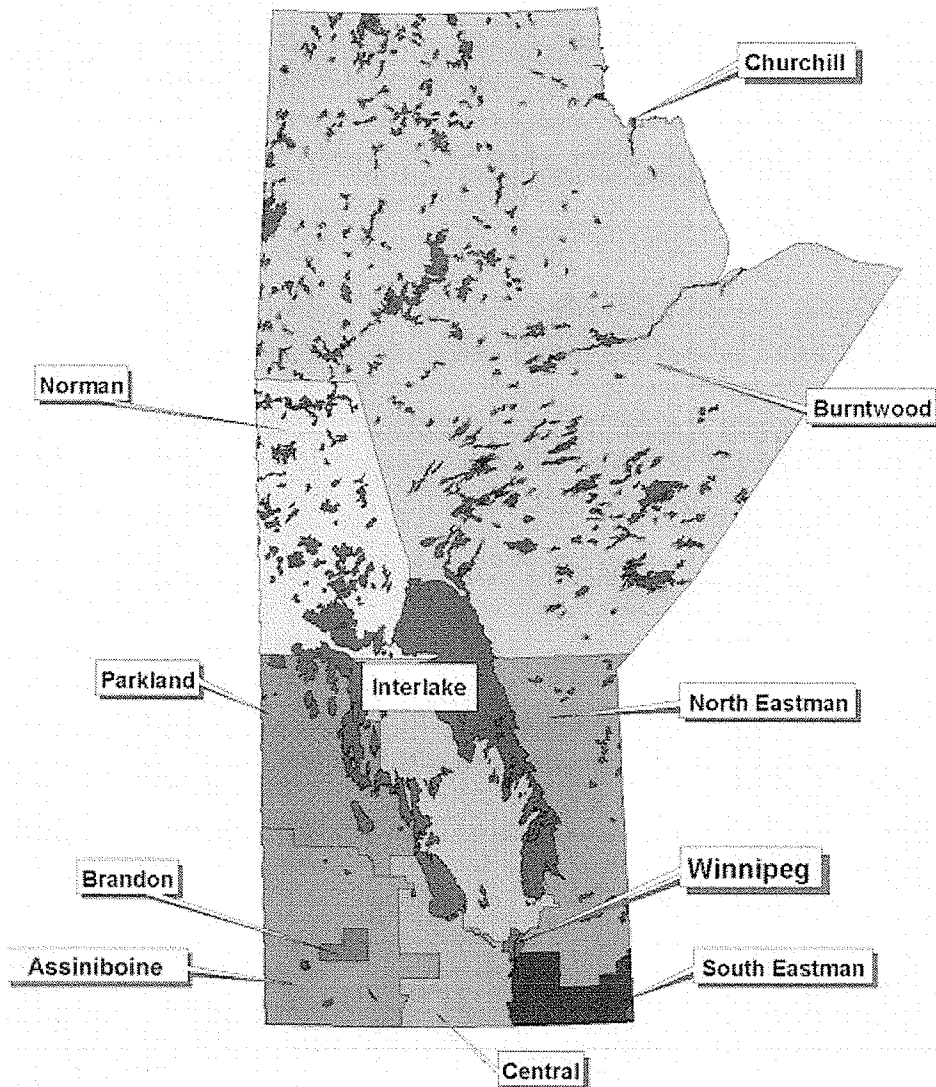 Churchill
Norman
Burntwood
Parkland
Interlake
North Eastman
Brandon
Winnipeg
Assiniboine
South Eastman
Central